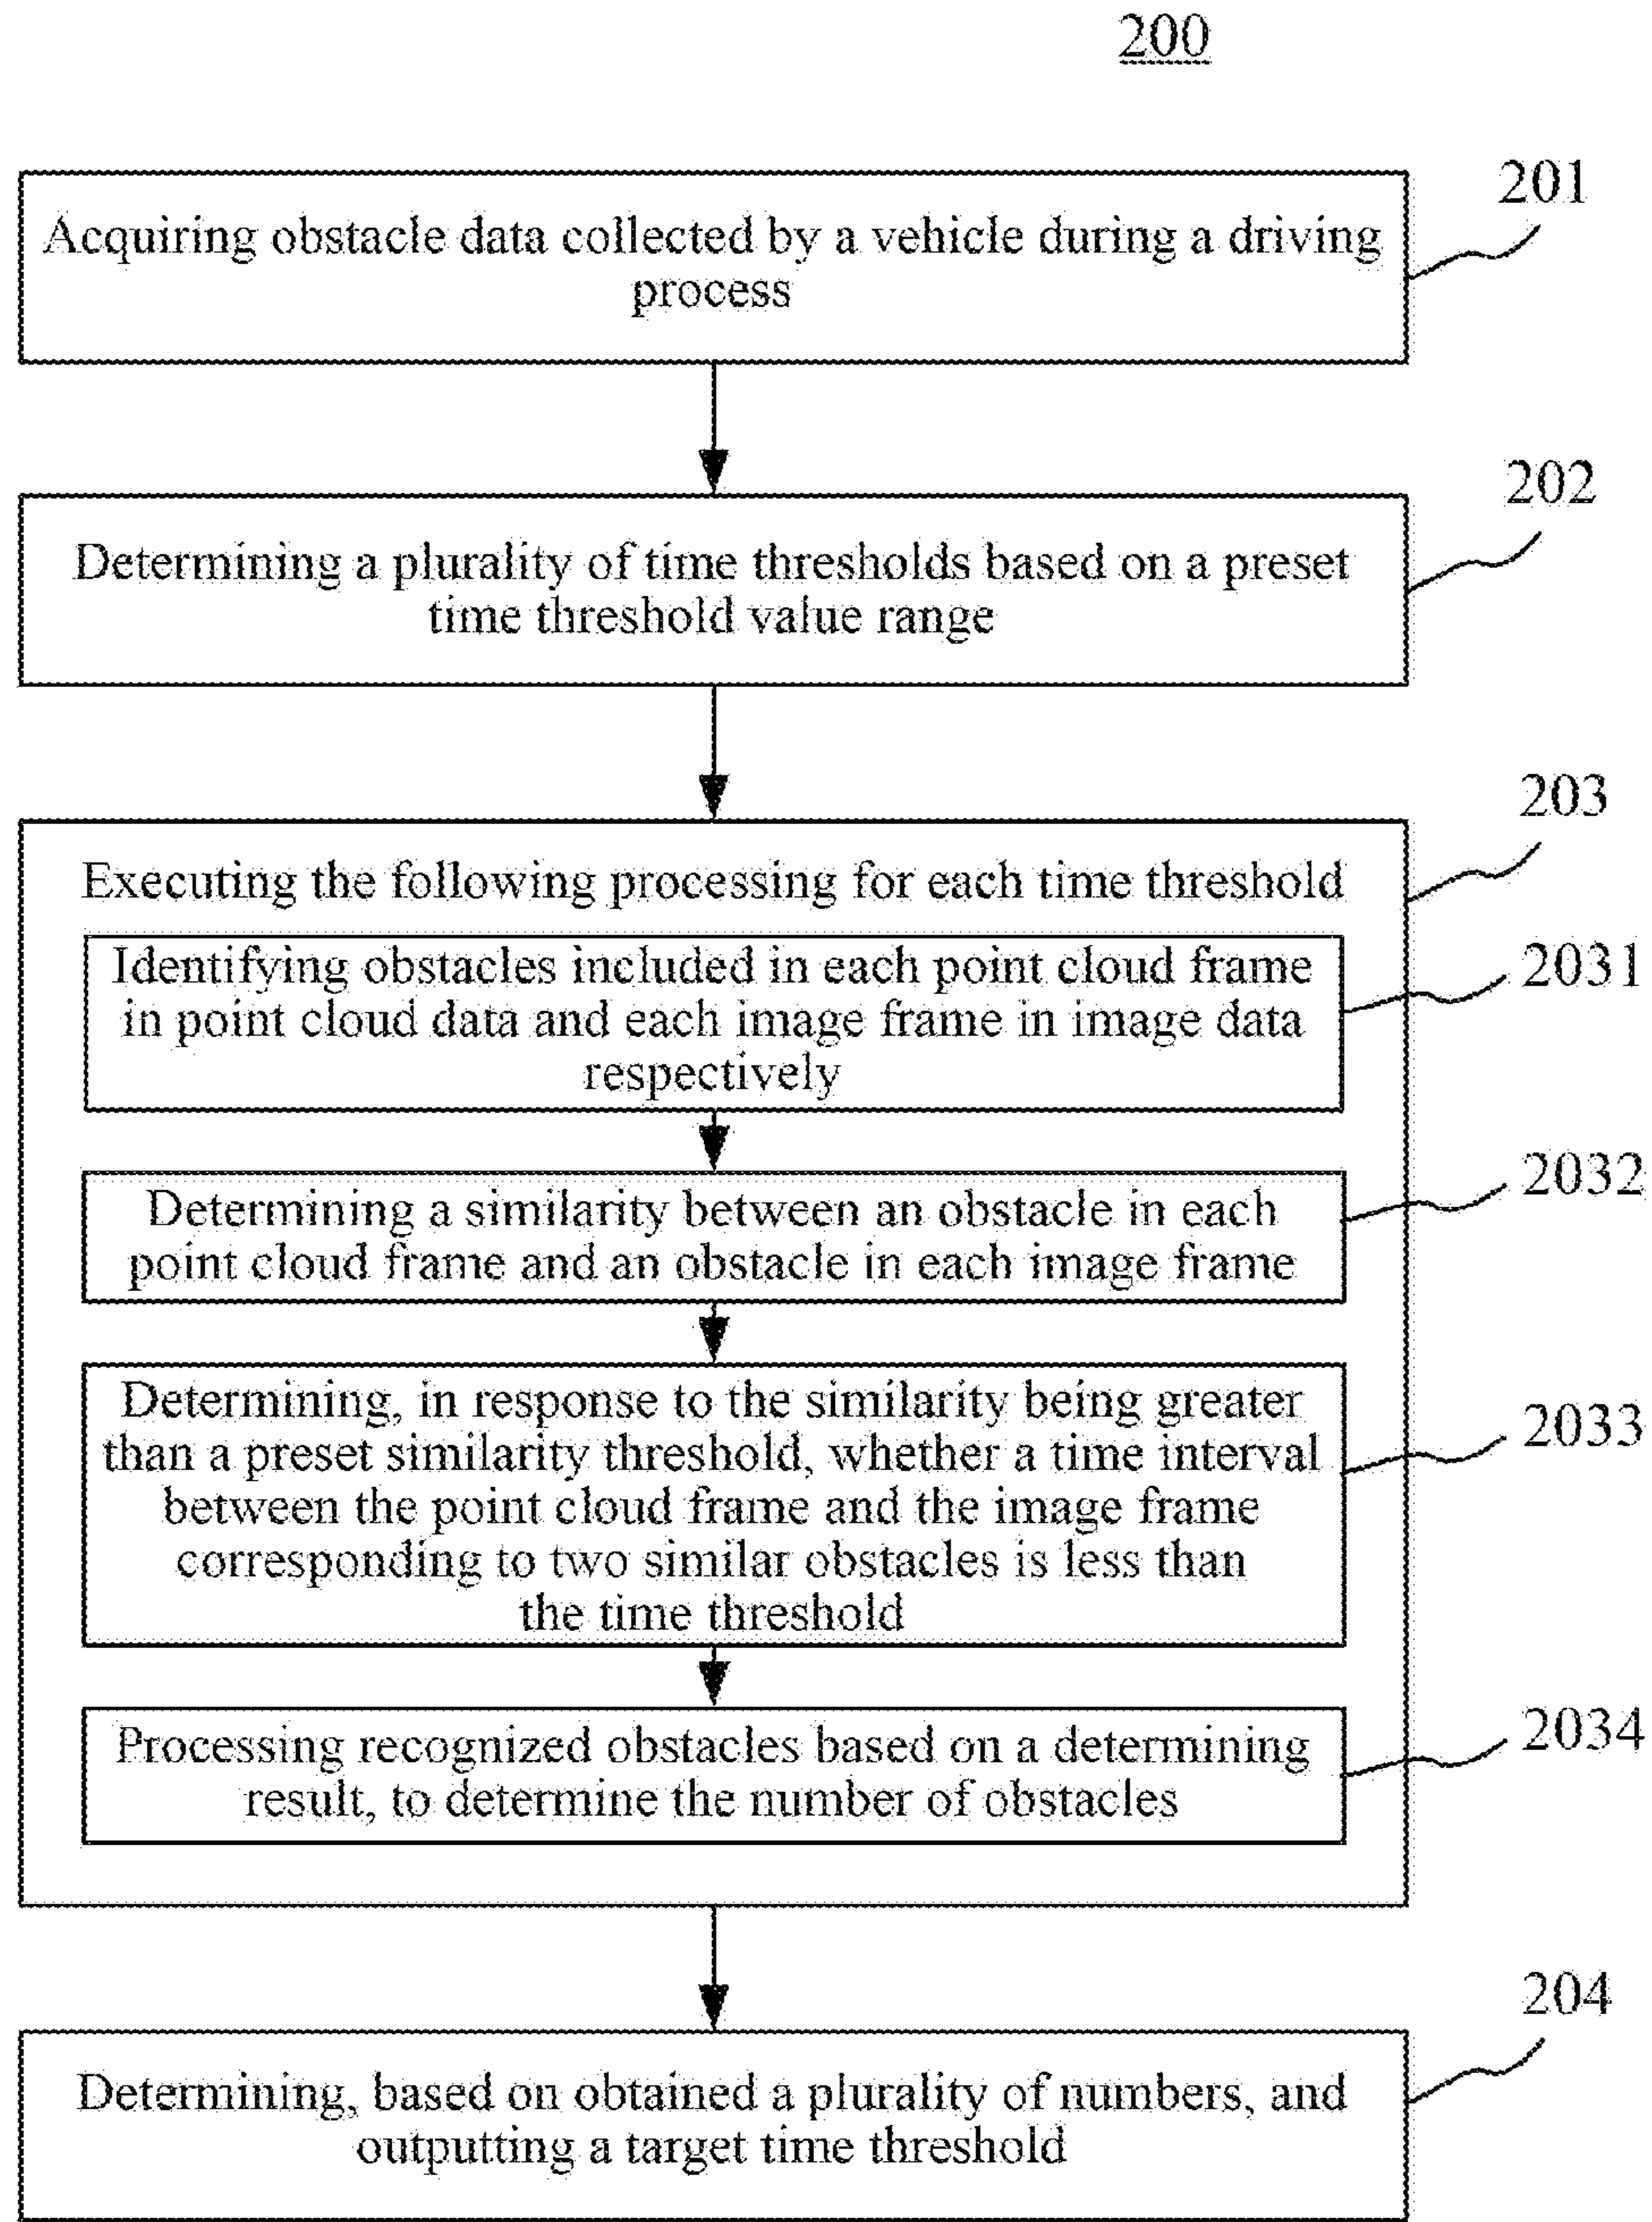 200
201
Acquiring obstacle data collected by a vehicle during a driving
process
202
Determining a plurality of time thresholds based on a preset
time threshold value range
203
Executing the following processing for each time threshold
2031
Identifying obstacles included in each point cloud frame
in point cloud data and each image frame in image data
respectively
2032
Determining a similarity between an obstacle in each
point cloud frame and an obstacle in each image frame
2033
Determining, in response to the similarity being greater
than a preset similarity threshold, whether a time interval
between the point cloud frame and the image frame
corresponding to two similar obstacles is less than
the time threshold
2034
Processing recognized obstacles based on a determining
result, to determine the number of obstacles
204
Determining, based on obtained a plurality of numbers, and
outputting a target time threshold